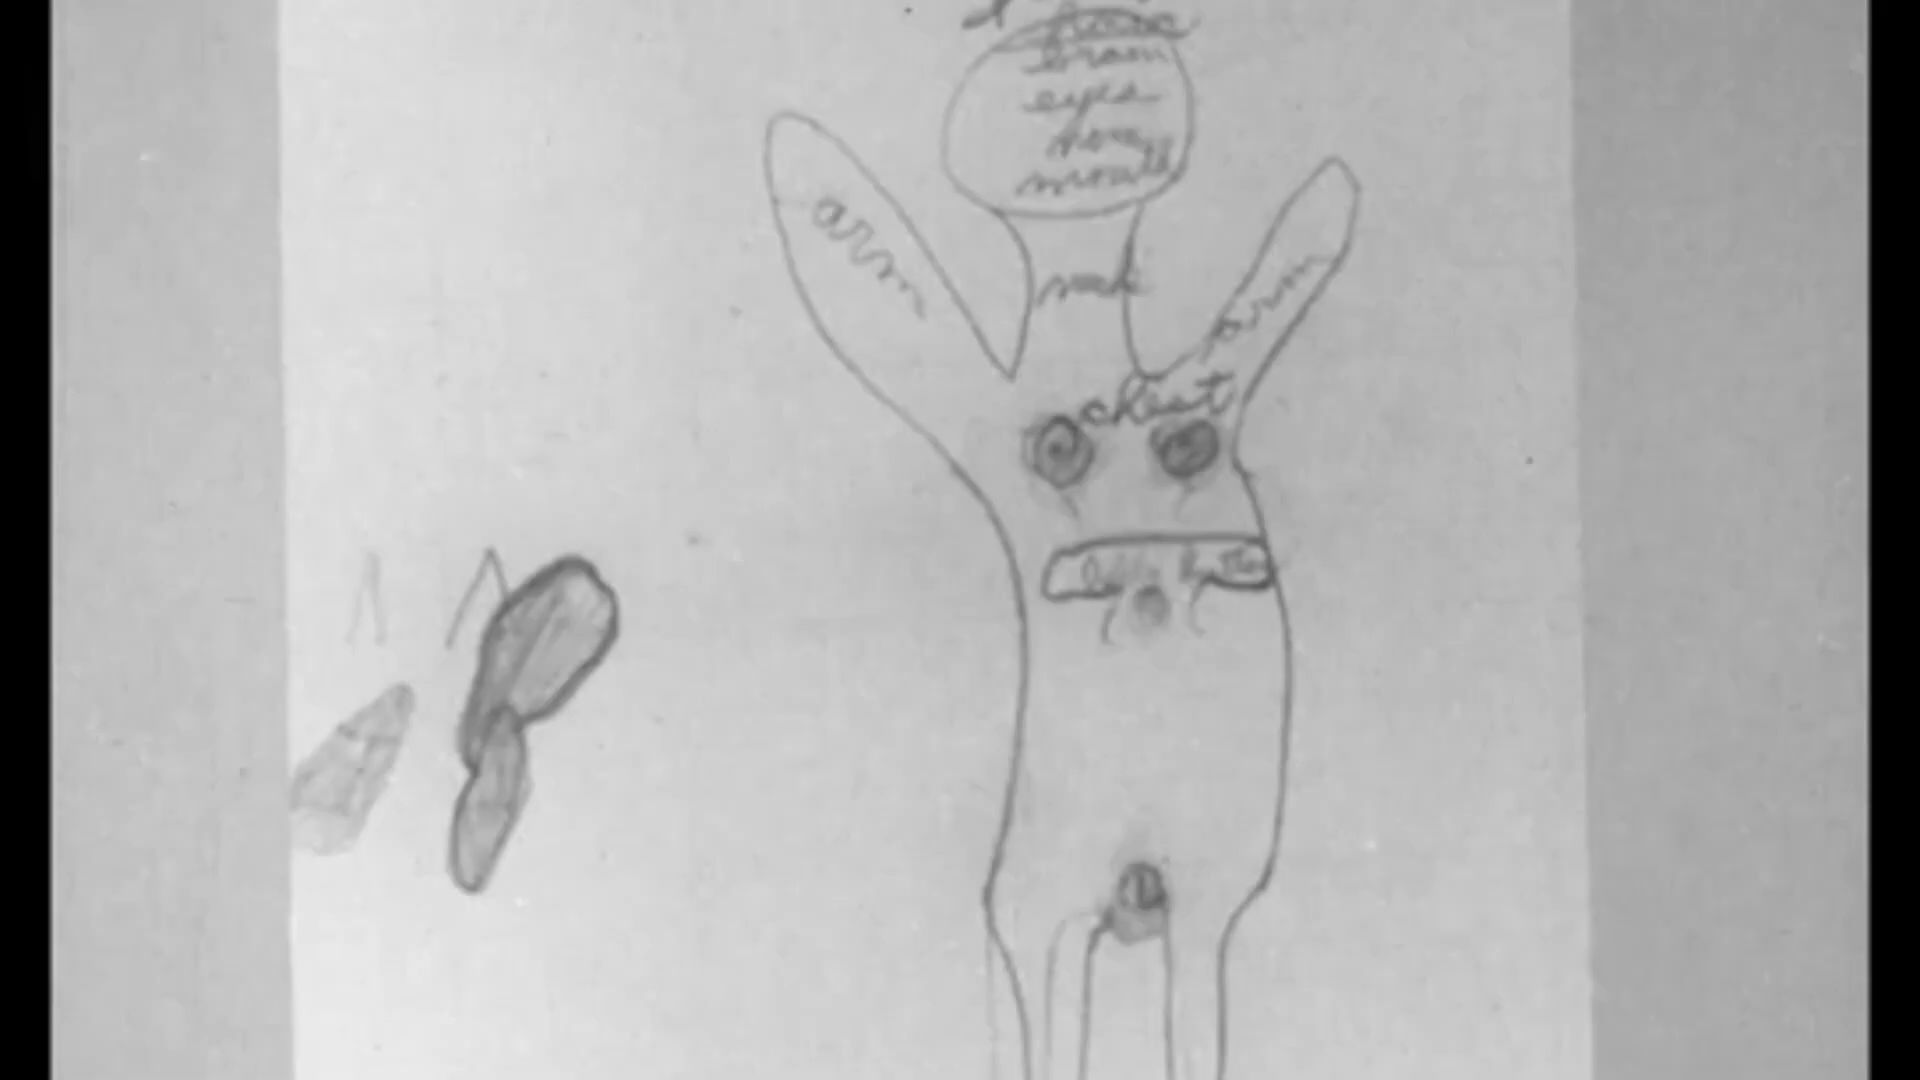 brain
eyes
nose
mouth
arm
neck
arm
chest